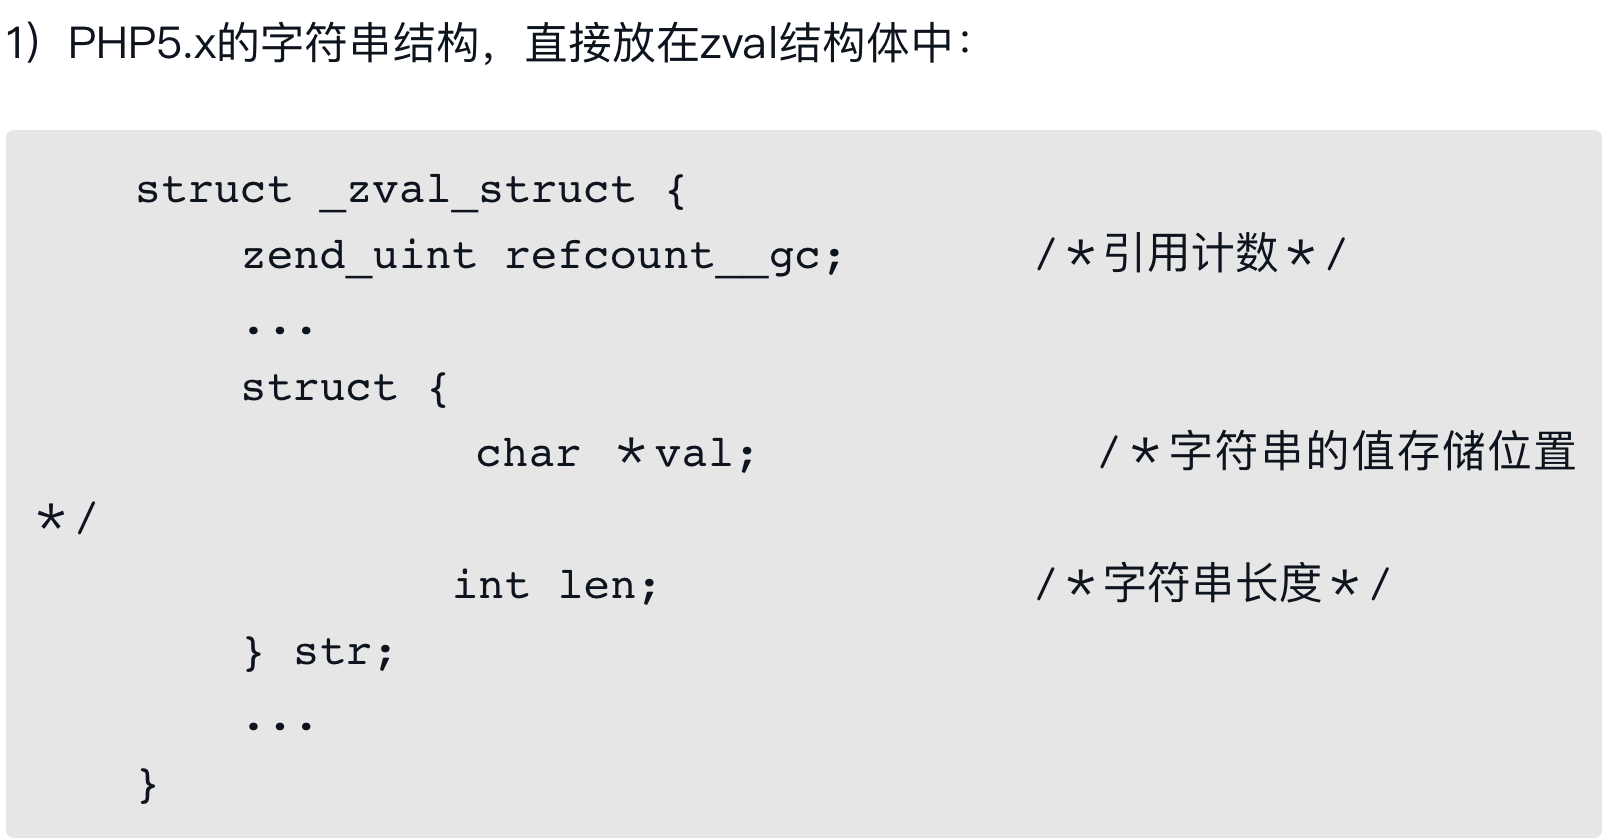 1）PHP5.x的字符串结构，直接放在zval结构体中：
struct _zval_struct {
zend_uint refcount__gc; /*引用计数*/
...
struct {
char *val; /*字符串的值存储位置
*/
int len; /*字符串长度*/
} str;
...
}